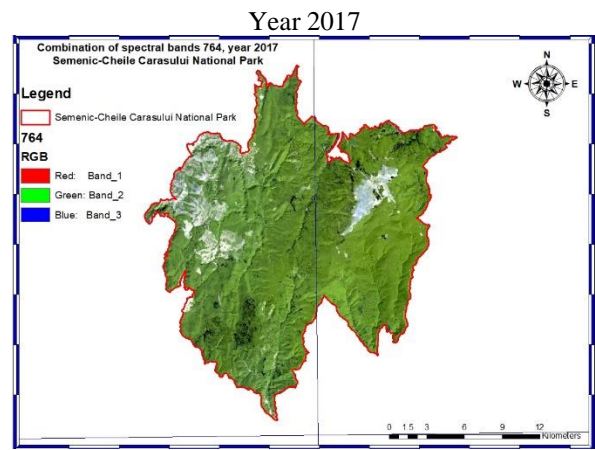 Year 2017
Combination of spectral bands 764, year 2017
Semenic-Cheile Carasului National Park
N
W E
S
Legend
Semenic-Cheile Carasului National Park
764
RGB
Red: Band_1
Green: Band_2
Blue: Band_3
0 1.5 3 6 9 12
Kilometers